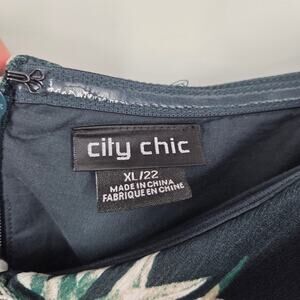 city chic
XL/22
MADE IN CHINA
FABRIQUE EN CHINE